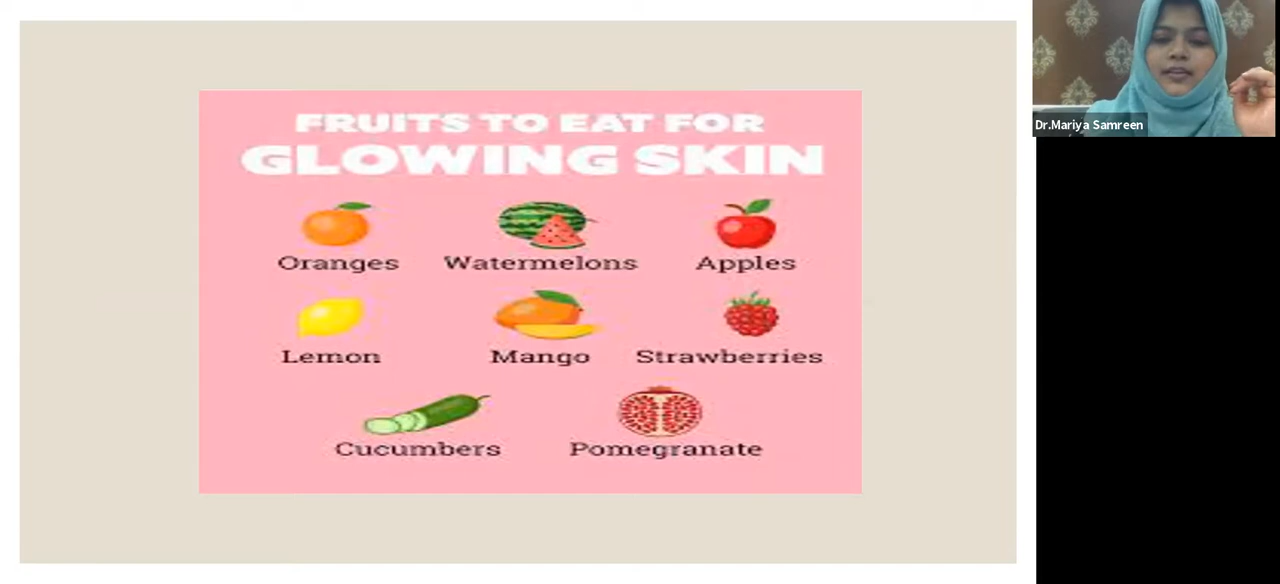 FRUITS TO EAT FOR
GLOWING SKIN
Oranges Watermelons Apples
Lemon Mango Strawberries
Cucumbers Pomegranate
Dr.Mariya Samreen